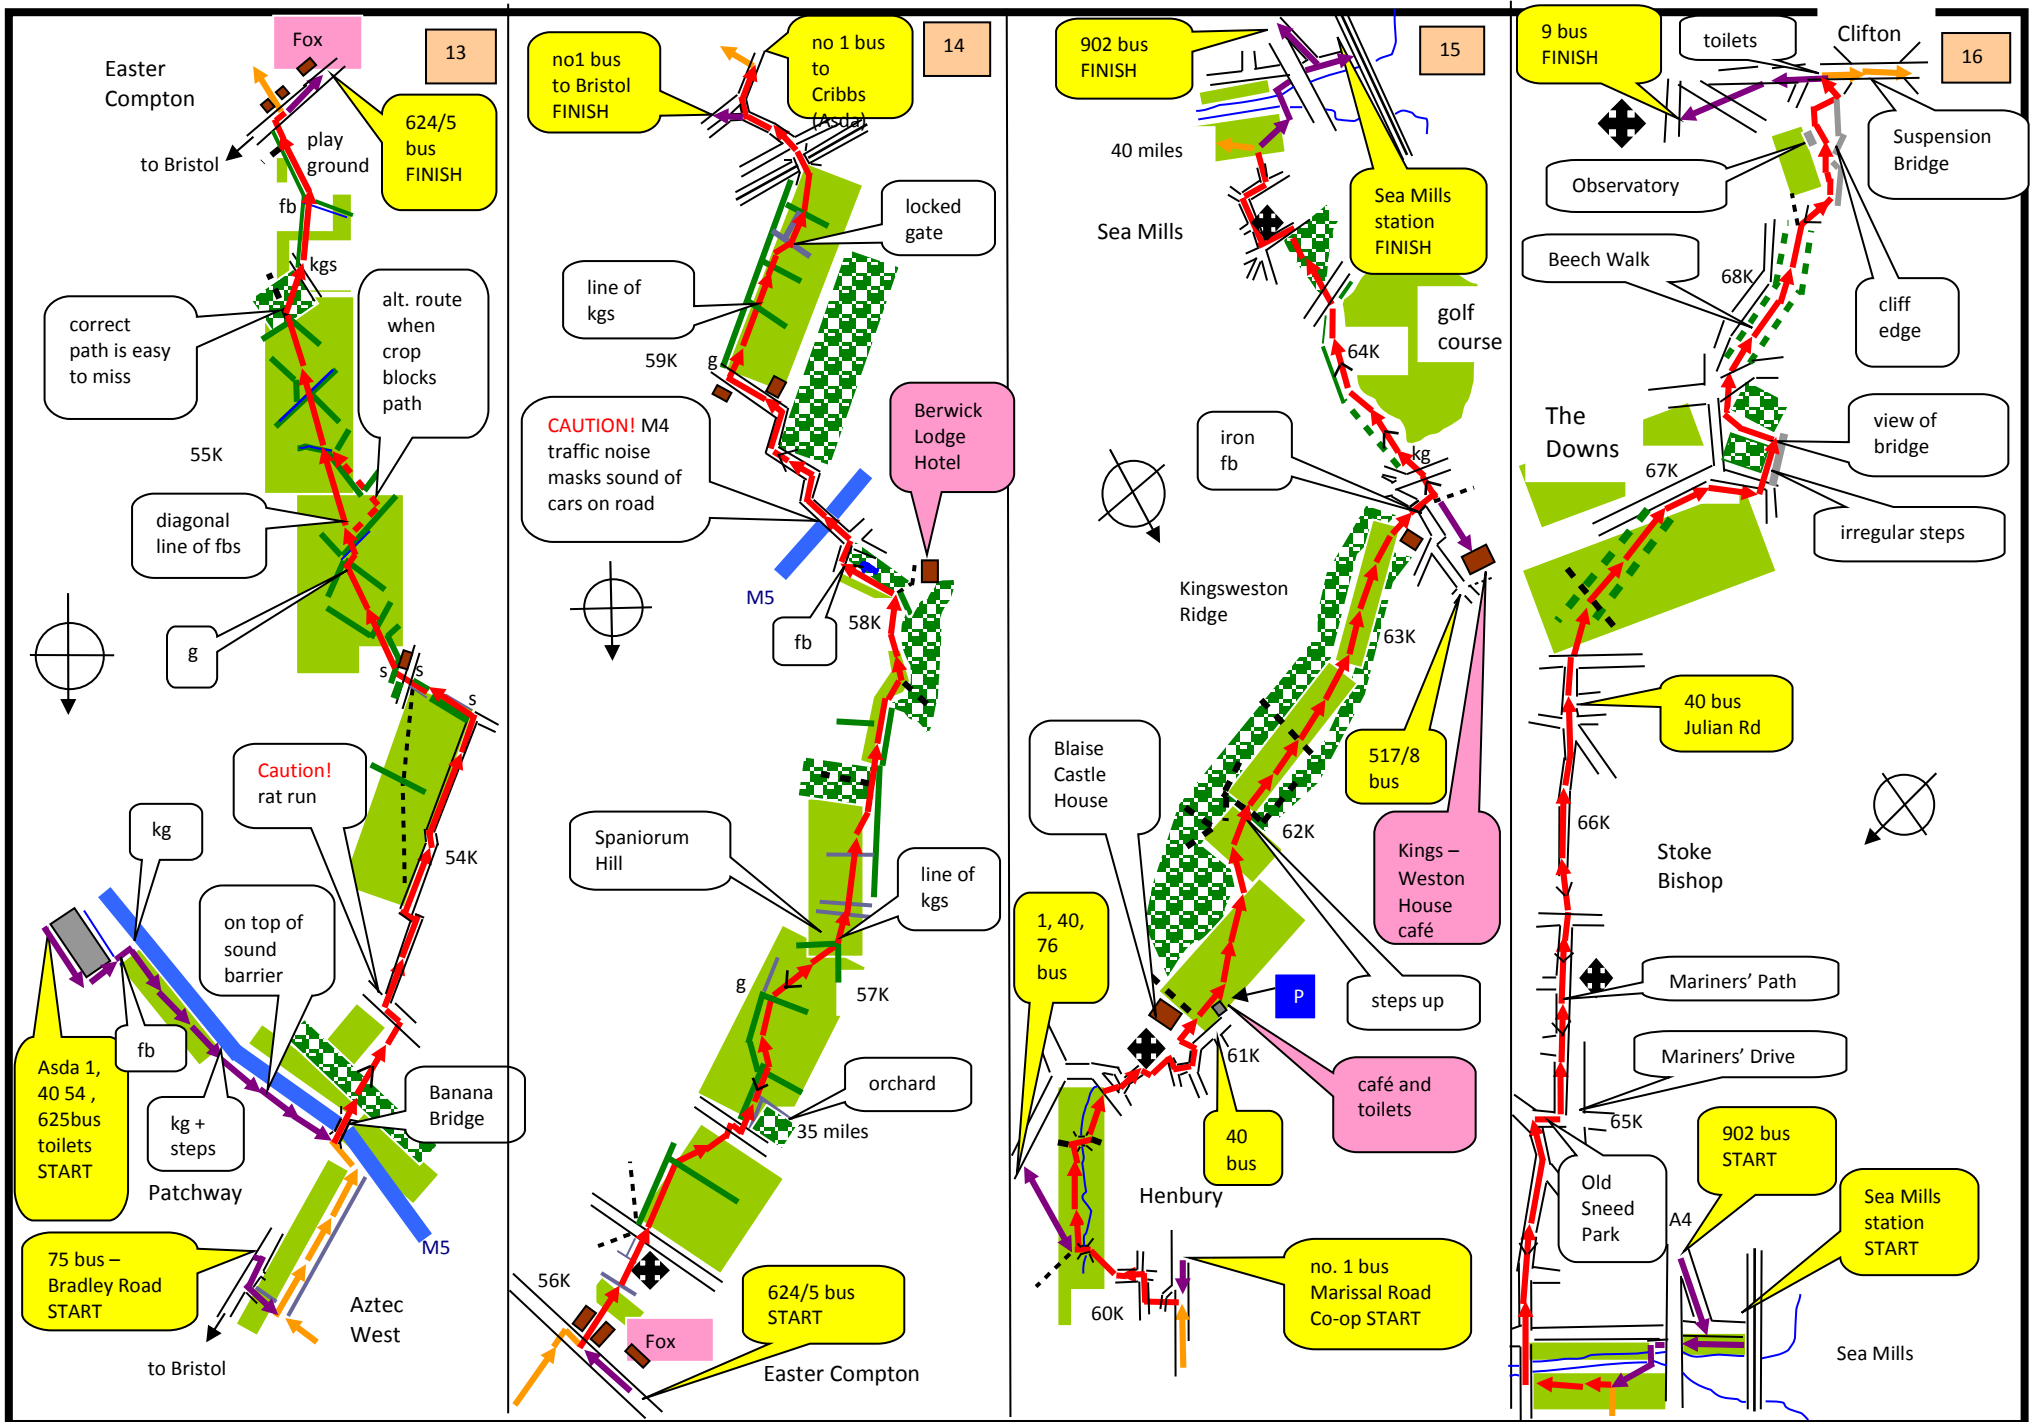 Fox
13
Easter
Compton
624/5
bus
FINISH
play
ground
to Bristol
fb
kgs
correct
path is easy
to miss
alt. route
when
crop
blocks
path
55K
diagonal
line of fbs
g
s
s
s
Caution!
rat run
kg
54K
on top of
sound
barrier
fb
Asda 1,
40 54 ,
625bus
toilets
START
kg +
steps
Banana
Bridge
Patchway
M5
75 bus –
Bradley Road
START
Aztec
West
to Bristol
14
no1 bus
to Bristol
FINISH
no 1 bus
to
Cribbs
(Asda)
locked
gate
line of
kgs
59K
g
CAUTION! M4
traffic noise
masks sound of
cars on road
Berwick
Lodge
Hotel
M5
fb
58K
Spaniorum
Hill
line of
kgs
g
57K
orchard
35 miles
56K
624/5 bus
START
Fox
Easter Compton
15
902 bus
FINISH
40 miles
Sea Mills
station
FINISH
Sea Mills
golf
course
64K
iron
fb
kg
Kingsweston
Ridge
63K
517/8
bus
Blaise
Castle
House
62K
Kings –
Weston
House
café
1, 40,
76
bus
P
steps up
61K
café and
toilets
40
bus
Henbury
no. 1 bus
Marissal Road
Co-op START
60K
16
9 bus
FINISH
toilets
Clifton
Suspension
Bridge
Observatory
Beech Walk
68K
cliff
edge
The
Downs
view of
bridge
67K
irregular steps
40 bus
Julian Rd
66K
Stoke
Bishop
Mariners’ Path
Mariners’ Drive
65K
902 bus
START
Old
Sneed
Park
A4
Sea Mills
station
START
Sea Mills